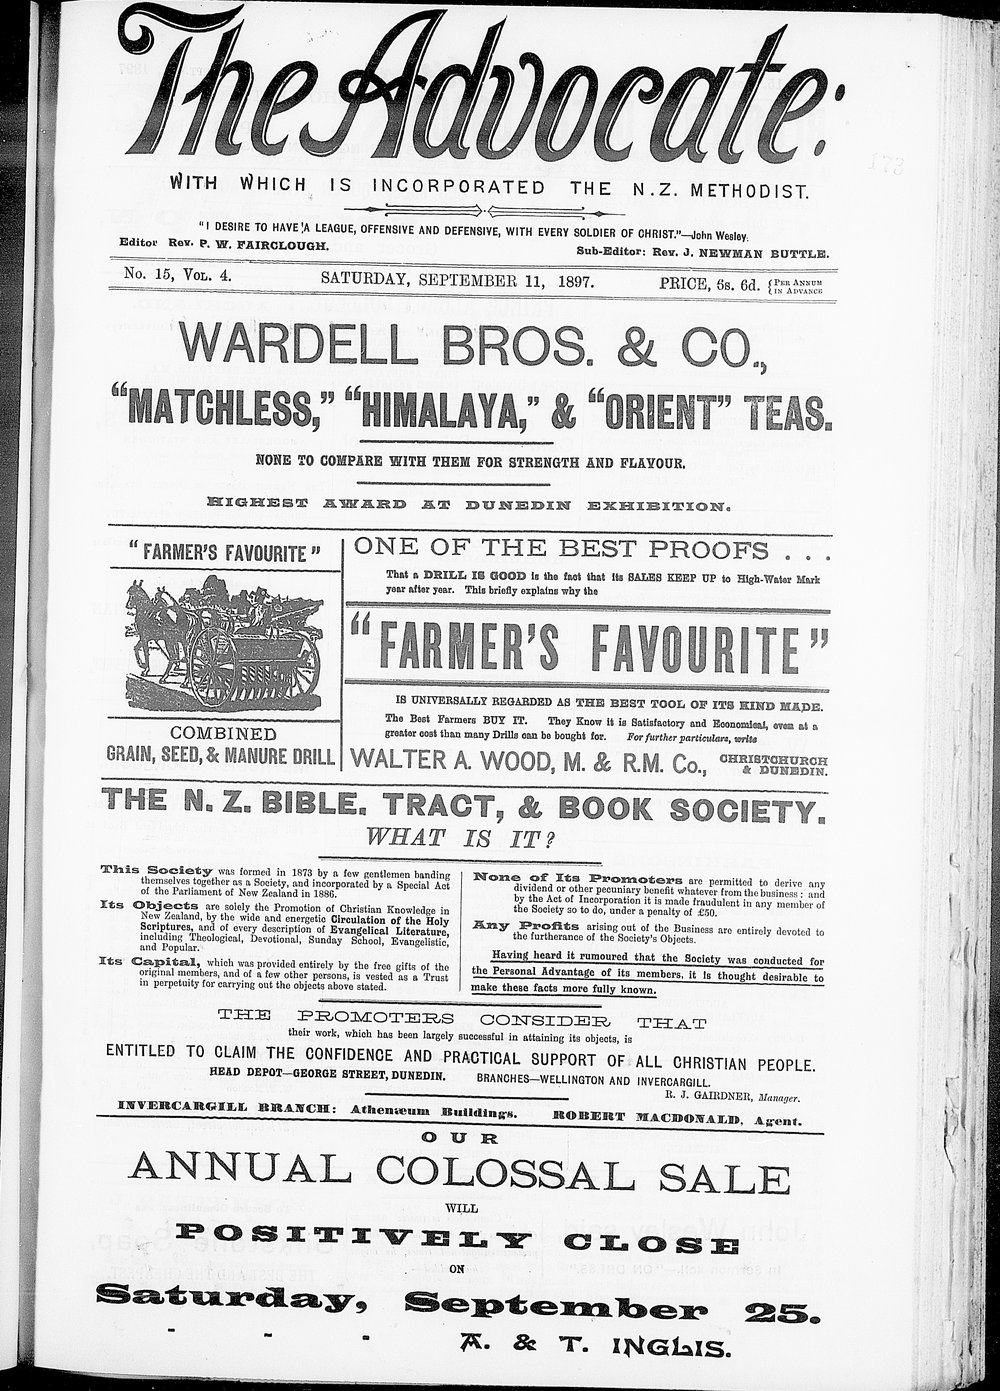 The Advocate:
173
WITH WHICH IS INCORPORATED THE N.Z. METHODIST.
"I DESIRE TO HAVE A LEAGUE, OFFENSIVE AND DEFENSIVE, WITH EVERY SOLDIER OF CHRIST."—John Wesley.
Editor Rev. P. W. FAIRCLOUGH.
Sub-Editor: Rev. J. NEWMAN BUTTLE.
No. 15, VOL. 4.
SATURDAY, SEPTEMBER 11, 1897.
PRICE, 6s. 6d. { PER ANNUM
IN ADVANCE
WARDELL BROS. & CO.,
"MATCHLESS," "HIMALAYA," & "ORIENT" TEAS.
NONE TO COMPARE WITH THEM FOR STRENGTH AND FLAVOUR.
HIGHEST AWARD AT DUNEDIN EXHIBITION.
"FARMER'S FAVOURITE"
COMBINED
GRAIN, SEED, & MANURE DRILL
ONE OF THE BEST PROOFS . . .
That a DRILL IS GOOD is the fact that its SALES KEEP UP to High-Water Mark
year after year. This briefly explains why the
"FARMER'S FAVOURITE"
IS UNIVERSALLY REGARDED AS THE BEST TOOL OF ITS KIND MADE.
The Best Farmers BUY IT. They Know it is Satisfactory and Economical, even at a
greater cost than many Drills can be bought for. For further particulars, write
WALTER A. WOOD, M. & R.M. Co., CHRISTCHURCH
& DUNEDIN.
THE N. Z. BIBLE. TRACT, & BOOK SOCIETY.
WHAT IS IT?
This Society was formed in 1873 by a few gentlemen banding
themselves together as a Society, and incorporated by a Special Act
of the Parliament of New Zealand in 1886.
Its Objects are solely the Promotion of Christian Knowledge in
New Zealand, by the wide and energetic Circulation of the Holy
Scriptures, and of every description of Evangelical Literature,
including Theological, Devotional, Sunday School, Evangelistic,
and Popular.
Its Capital, which was provided entirely by the free gifts of the
original members, and of a few other persons, is vested as a Trust
in perpetuity for carrying out the objects above stated.
None of Its Promoters are permitted to derive any
dividend or other pecuniary benefit whatever from the business: and
by the Act of Incorporation it is made fraudulent in any member of
the Society so to do, under a penalty of £50.
Any Profits arising out of the Business are entirely devoted to
the furtherance of the Society's Objects.
Having heard it rumoured that the Society was conducted for
the Personal Advantage of its members, it is thought desirable to
make these facts more fully known.
THE PROMOTERS CONSIDER THAT
their work, which has been largely successful in attaining its objects, is
ENTITLED TO CLAIM THE CONFIDENCE AND PRACTICAL SUPPORT OF ALL CHRISTIAN PEOPLE.
HEAD DEPOT—GEORGE STREET, DUNEDIN. BRANCHES—WELLINGTON AND INVERCARGILL.
R. J. GAIRDNER, Manager.
INVERCARGILL BRANCH: Athenæum Buildings. ROBERT MACDONALD, Agent.
OUR
ANNUAL COLOSSAL SALE
WILL
POSITIVELY CLOSE
ON
Saturday, September 25.
- - - A. & T. INGLIS.